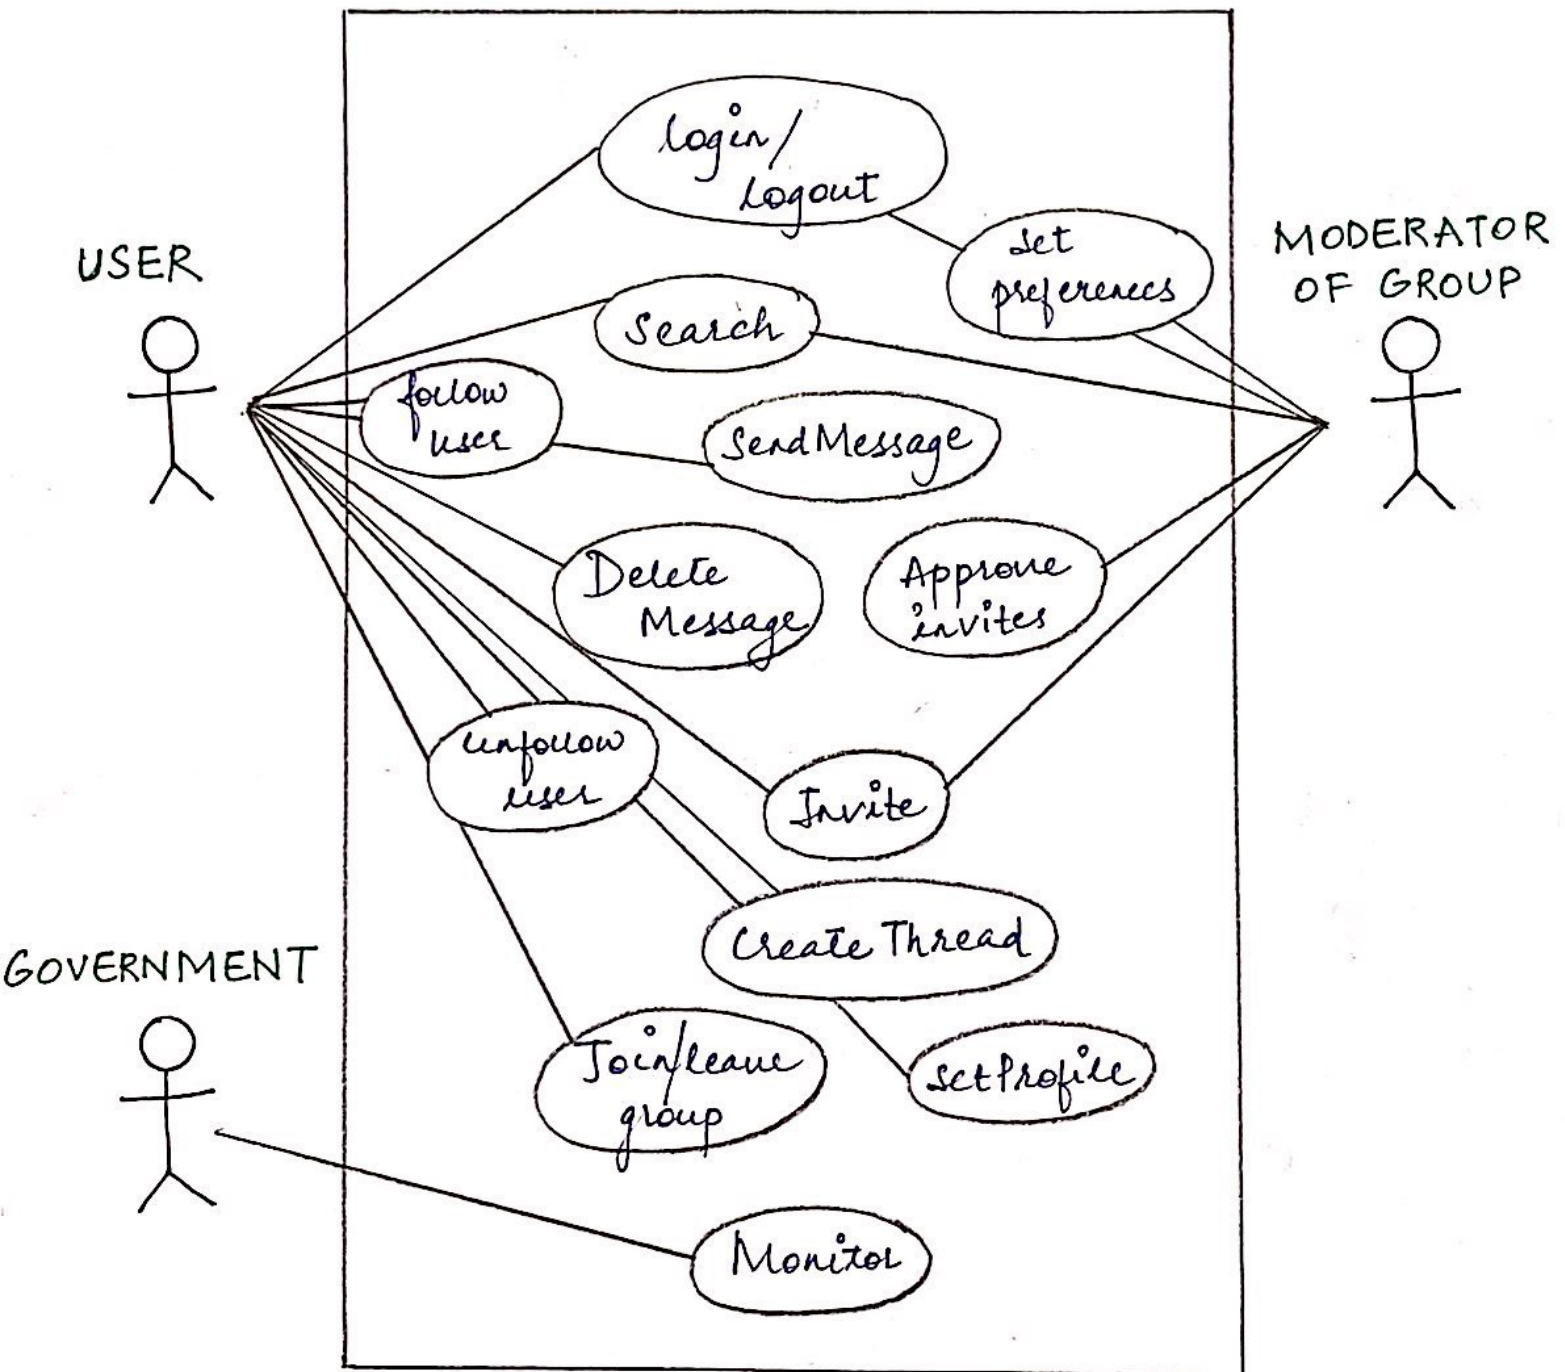 login/
logout
set
preferences
MODERATOR
OF GROUP
USER
Search
follow
user
SendMessage
Delete
Message
Approve
invites
unfollow
user
Invite
Create Thread
GOVERNMENT
Join/leave
group
setProfile
Monitor